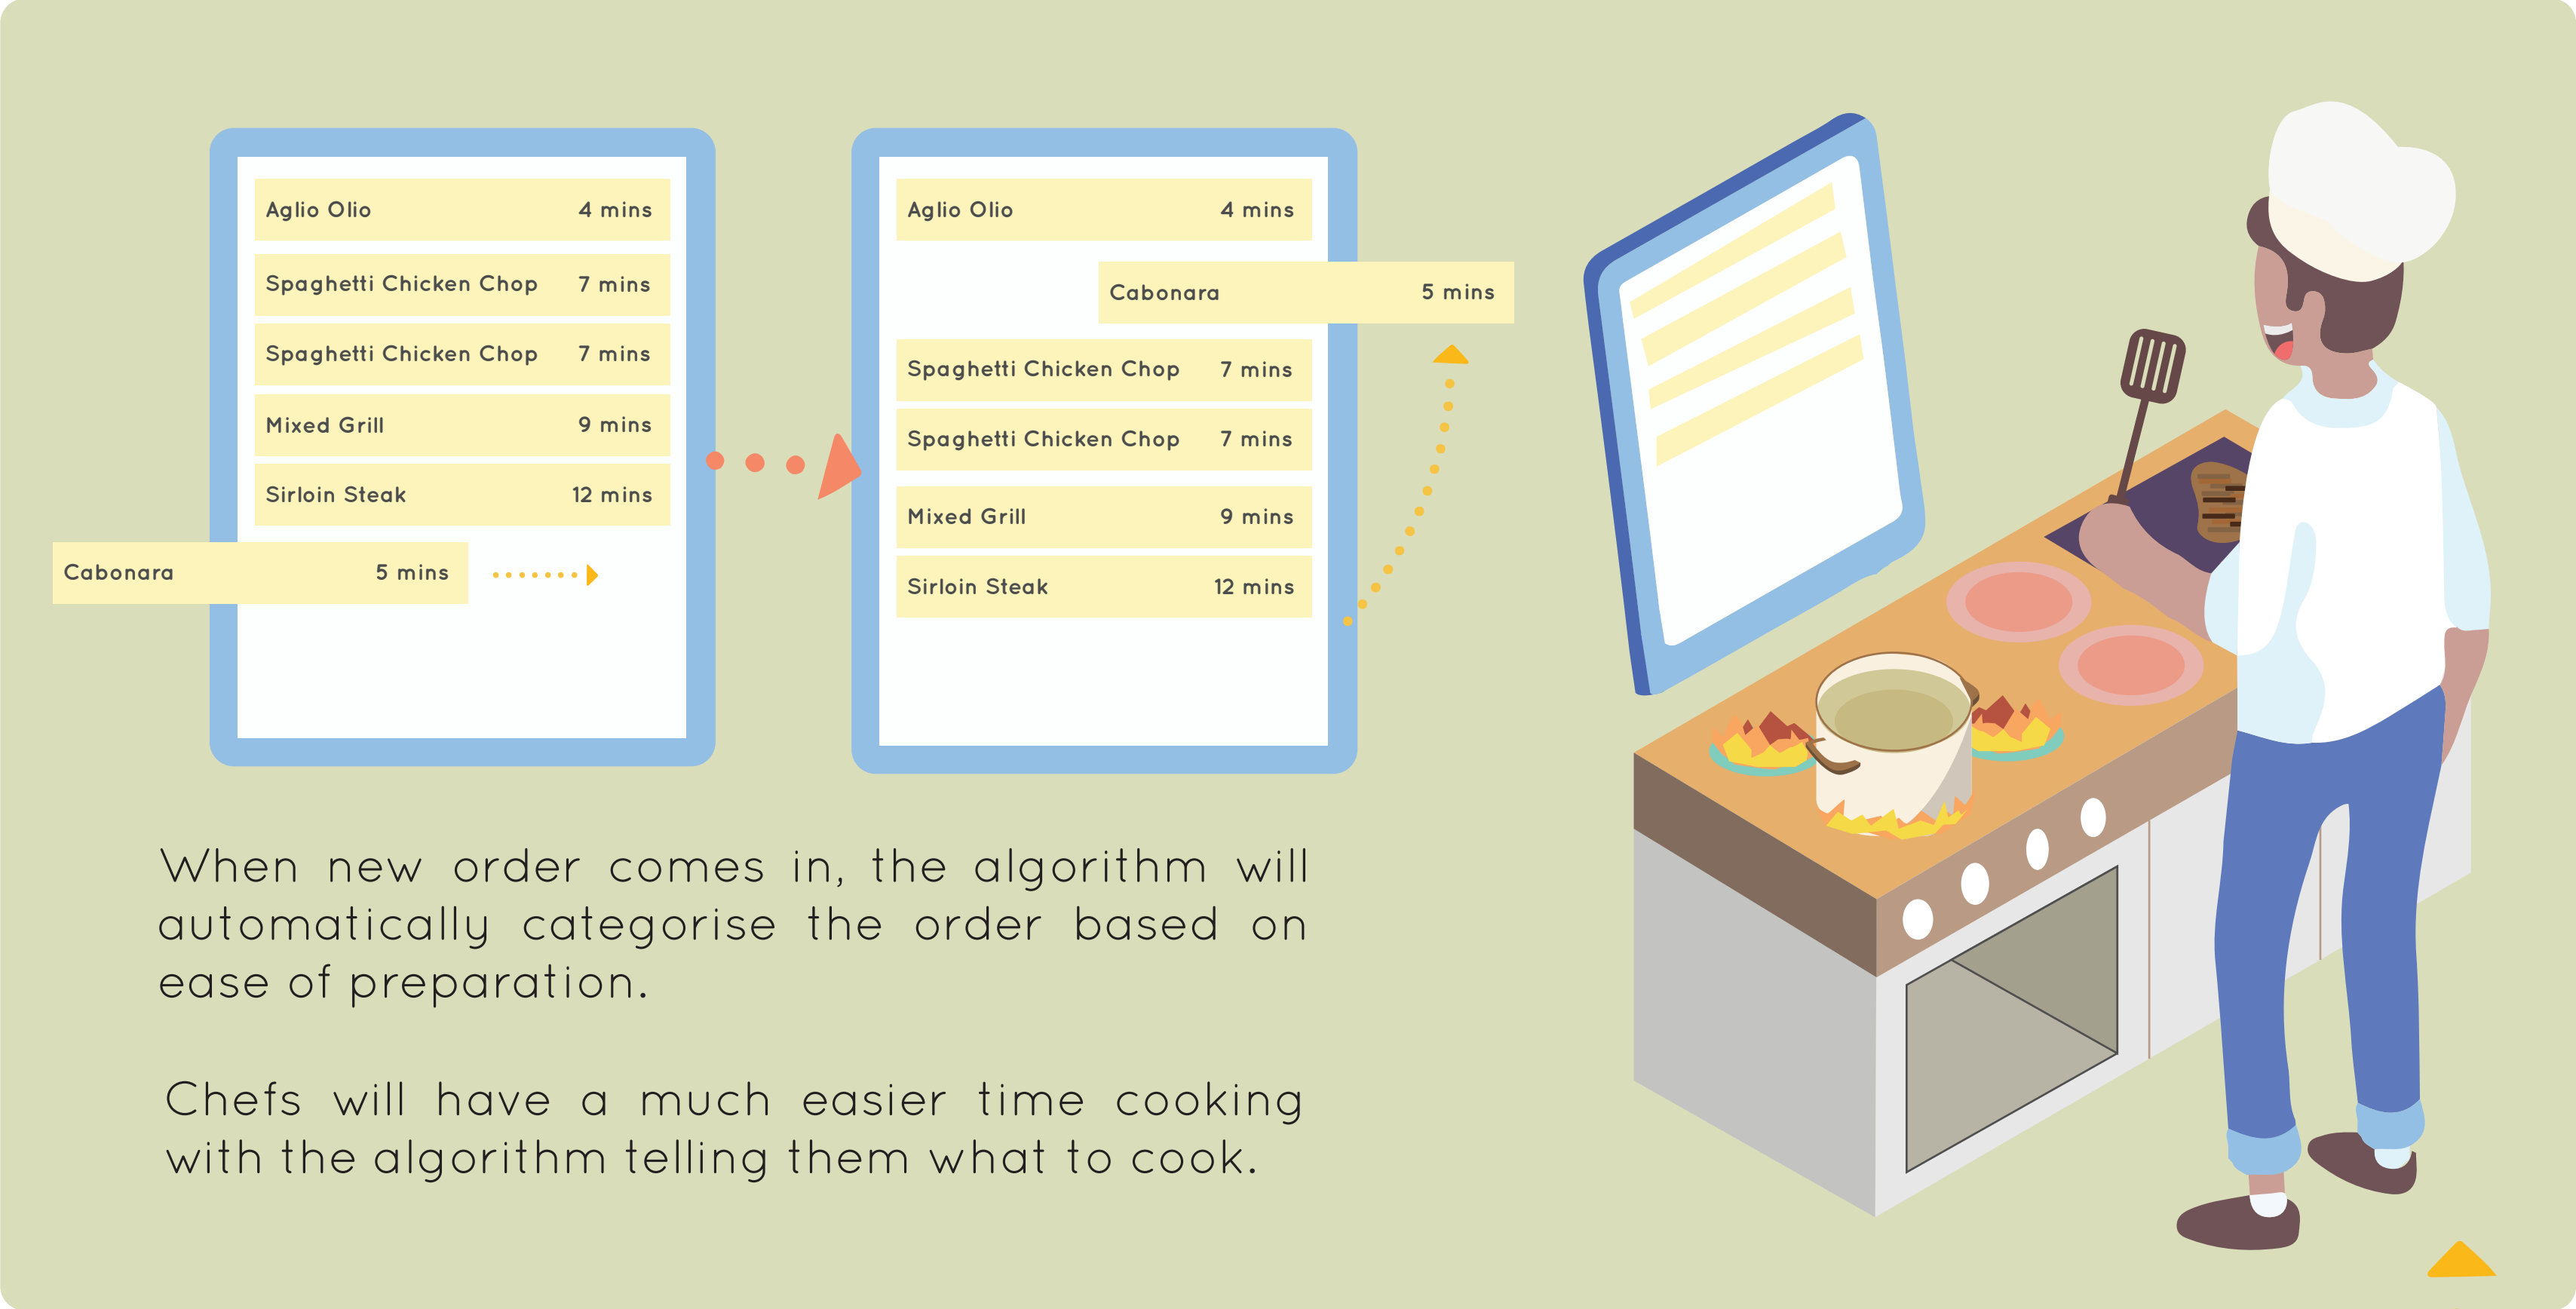 Aglio Olio 4 mins
Spaghetti Chicken Chop 7 mins
Spaghetti Chicken Chop 7 mins
Mixed Grill 9 mins
Sirloin Steak 12 mins
Cabonara 5 mins
Aglio Olio 4 mins
Cabonara 5 mins
Spaghetti Chicken Chop 7 mins
Spaghetti Chicken Chop 7 mins
Mixed Grill 9 mins
Sirloin Steak 12 mins
When new order comes in, the algorithm will
automatically categorise the order based on
ease of preparation.
Chefs will have a much easier time cooking
with the algorithm telling them what to cook.